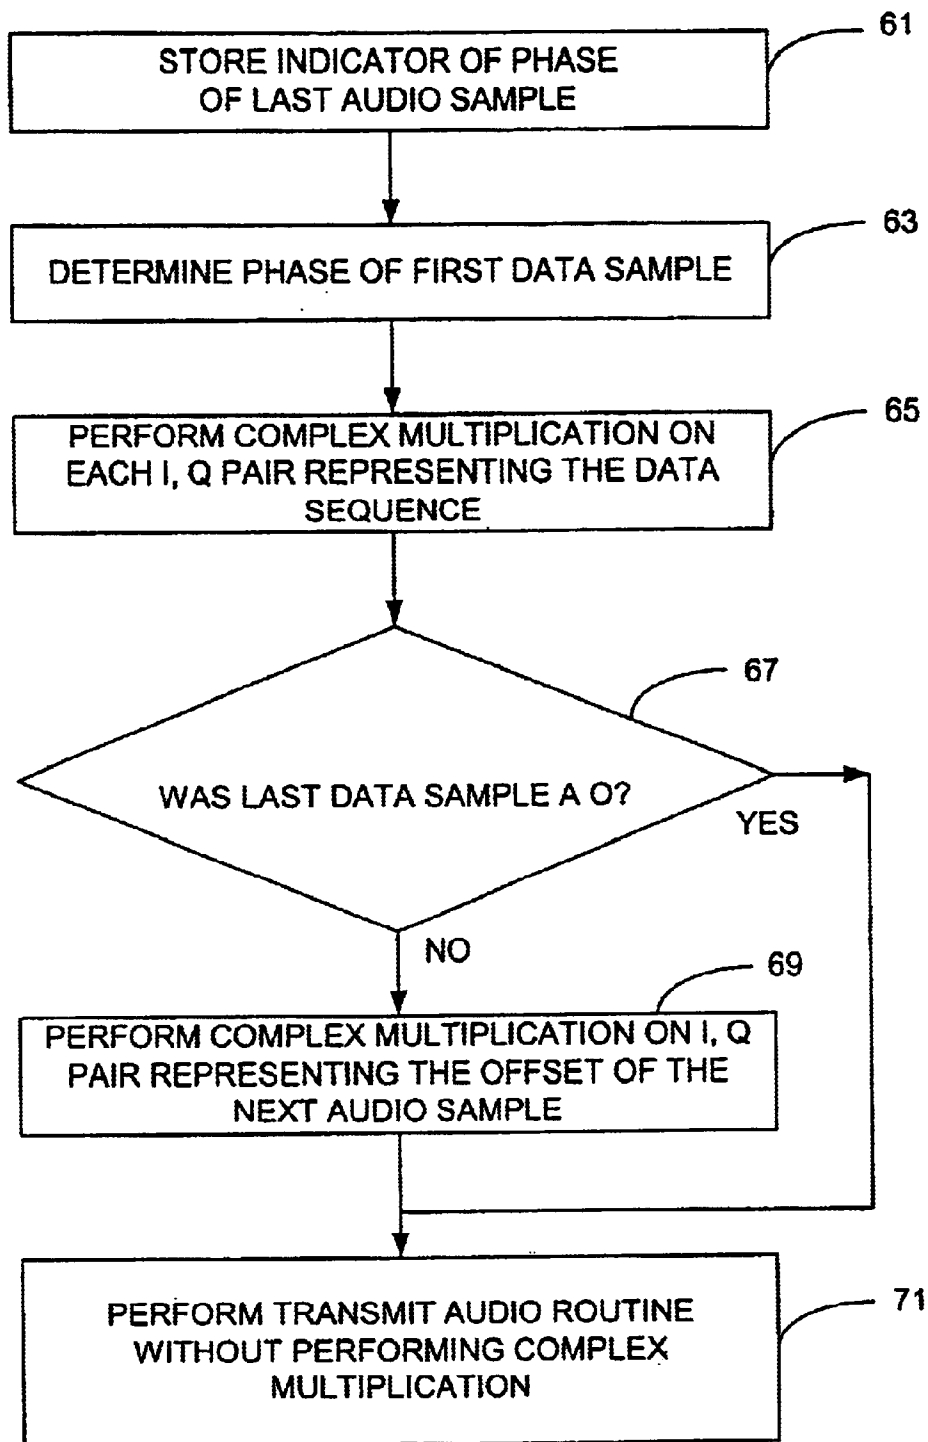 61
STORE INDICATOR OF PHASE
OF LAST AUDIO SAMPLE
63
DETERMINE PHASE OF FIRST DATA SAMPLE
65
PERFORM COMPLEX MULTIPLICATION ON
EACH I, Q PAIR REPRESENTING THE DATA
SEQUENCE
67
WAS LAST DATA SAMPLE A O?
YES
NO
69
PERFORM COMPLEX MULTIPLICATION ON I, Q
PAIR REPRESENTING THE OFFSET OF THE
NEXT AUDIO SAMPLE
71
PERFORM TRANSMIT AUDIO ROUTINE
WITHOUT PERFORMING COMPLEX
MULTIPLICATION